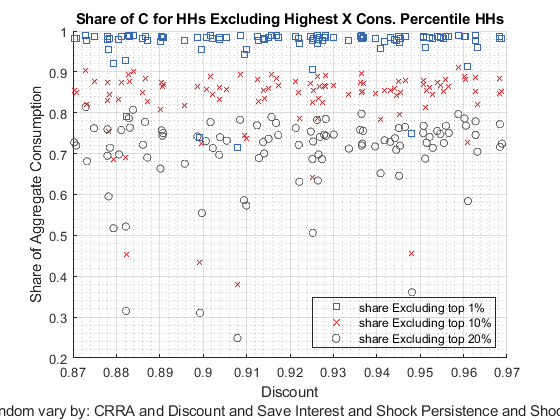 Share of C for HHs Excluding Highest X Cons. Percentile HHs
Share of Aggregate Consumption
1
0.9
0.8
0.7
0.6
0.5
0.4
0.3
0.2
0.87
0.88
0.89
0.9
0.91
0.92
0.93
0.94
0.95
0.96
0.97
share Excluding top 1%
share Excluding top 10%
share Excluding top 20%
Discount
ndom vary by: CRRA and Discount and Save Interest and Shock Persistence and Shoc